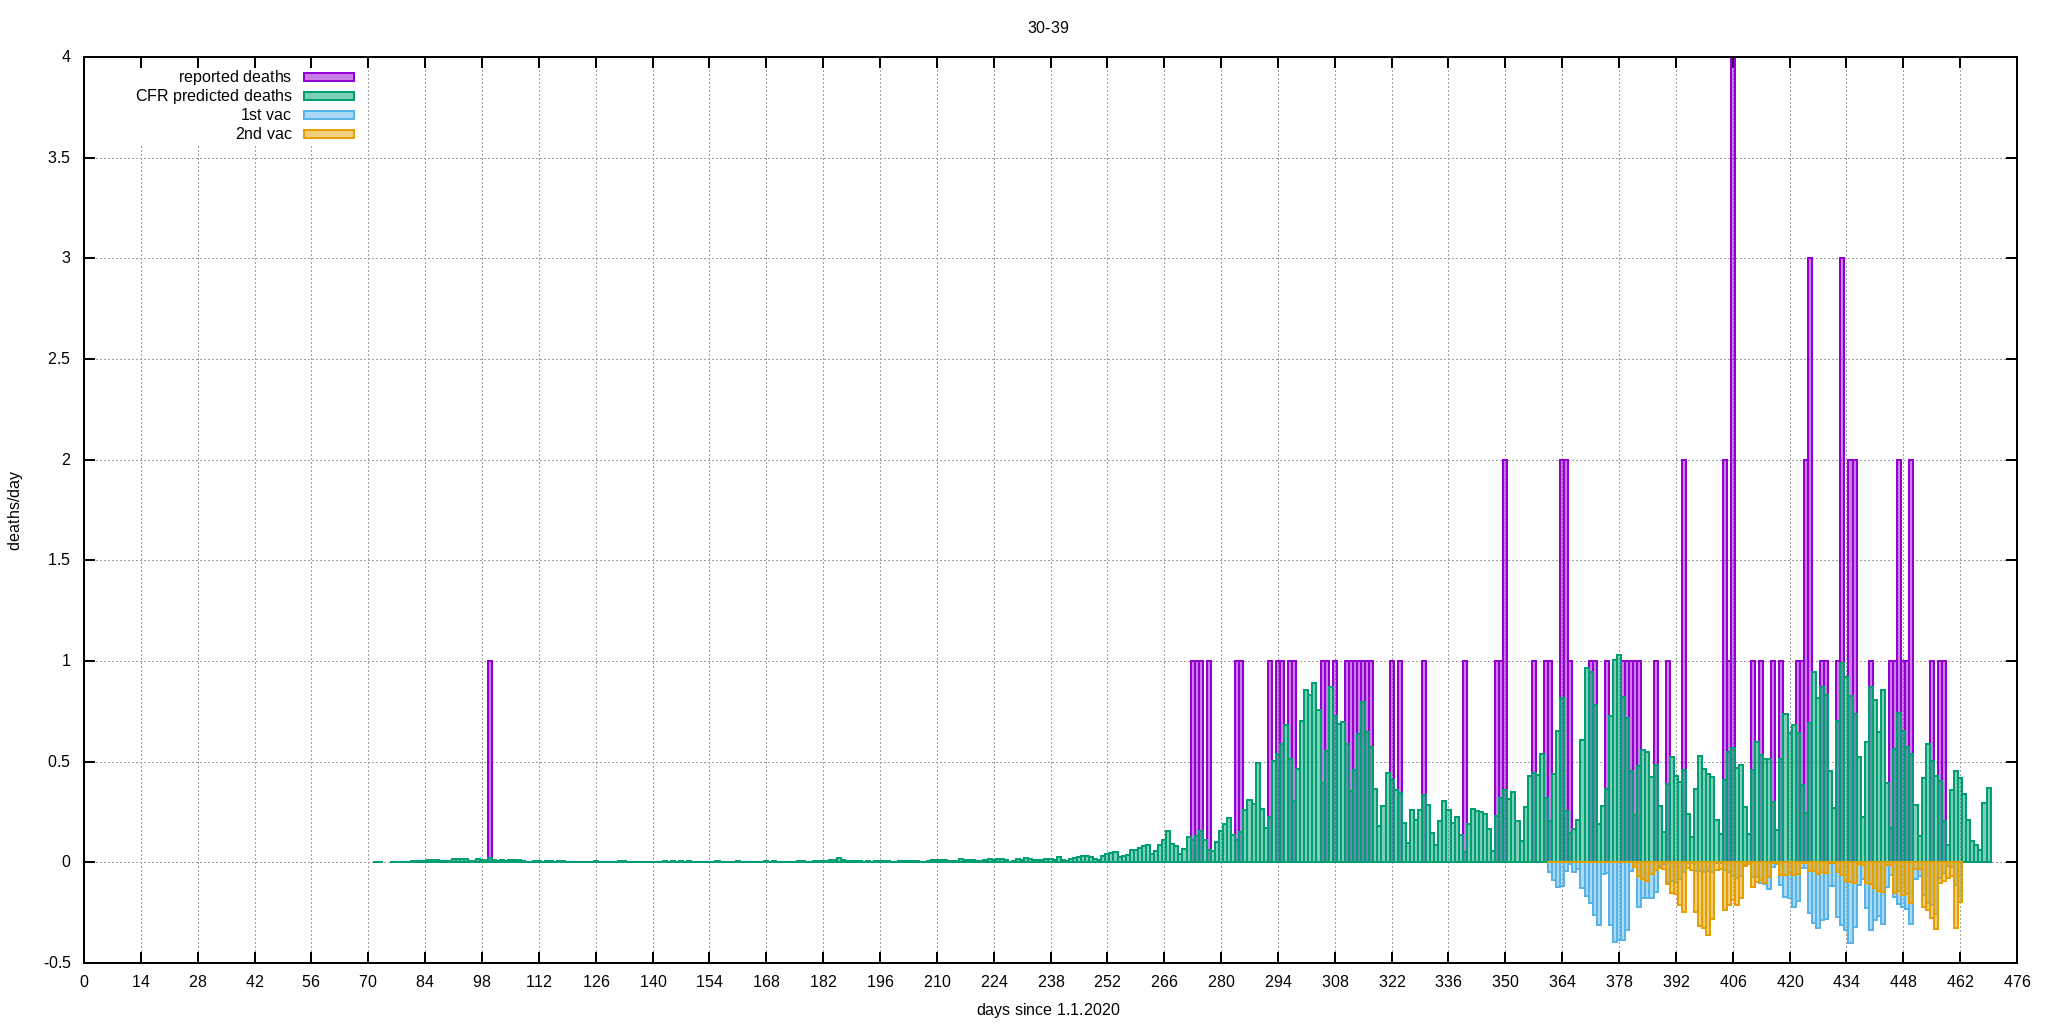 30-39
4
reported deaths
CFR predicted deaths
1st vac
2nd vac
3.5
3
2.5
2
1.5
1
0.5
0
-0.5
deaths/day
0 14 28 42 56 70 84 98 112 126 140 154 168 182 196 210 224 238 252 266 280 294 308 322 336 350 364 378 392 406 420 434 448 462 476
days since 1.1.2020